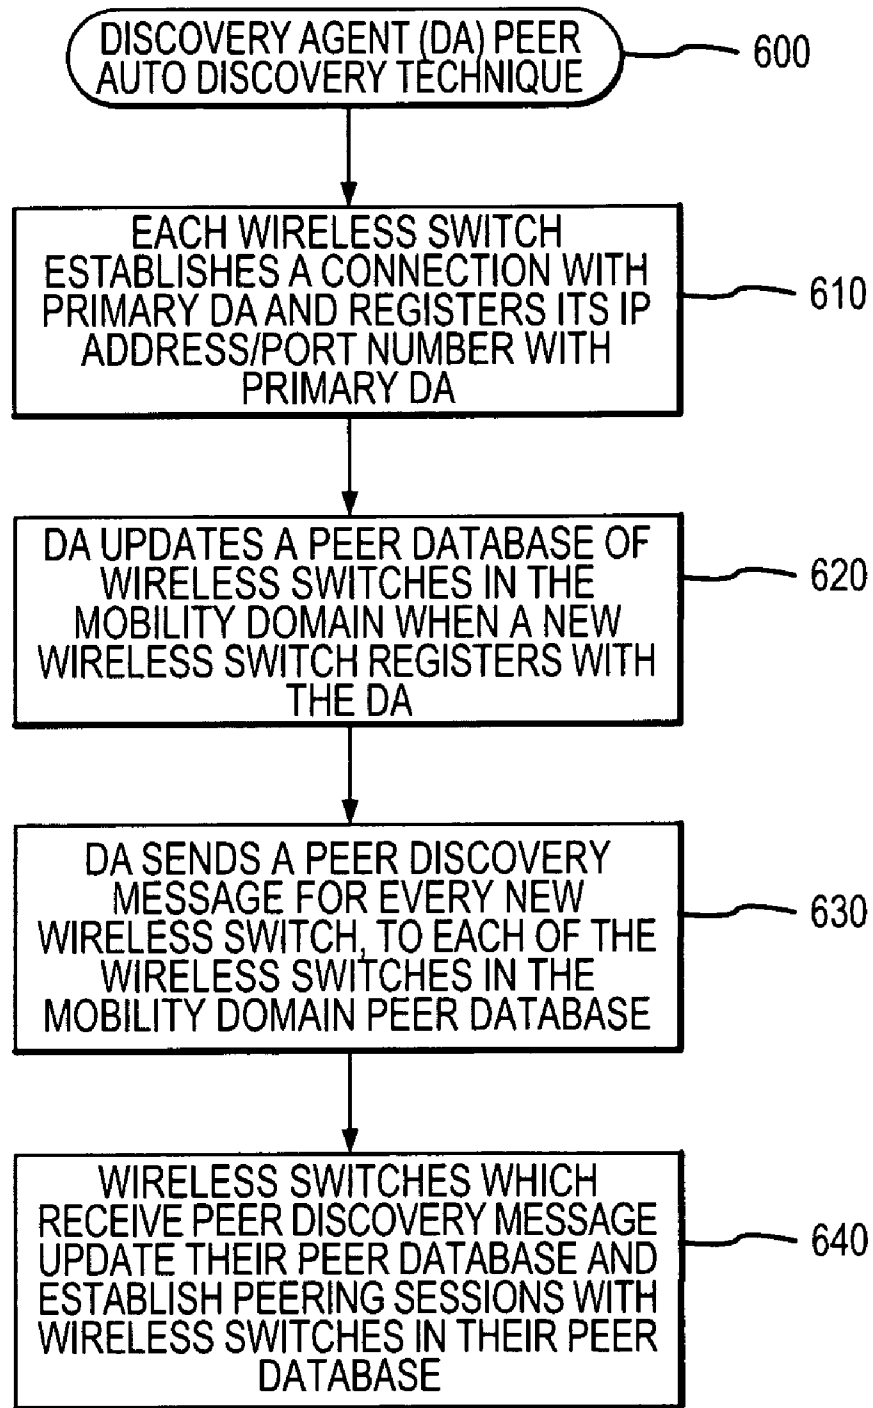 DISCOVERY AGENT (DA) PEER
AUTO DISCOVERY TECHNIQUE
600
EACH WIRELESS SWITCH
ESTABLISHES A CONNECTION WITH
PRIMARY DA AND REGISTERS ITS IP
ADDRESS/PORT NUMBER WITH
PRIMARY DA
610
DA UPDATES A PEER DATABASE OF
WIRELESS SWITCHES IN THE
MOBILITY DOMAIN WHEN A NEW
WIRELESS SWITCH REGISTERS WITH
THE DA
620
DA SENDS A PEER DISCOVERY
MESSAGE FOR EVERY NEW
WIRELESS SWITCH, TO EACH OF THE
WIRELESS SWITCHES IN THE
MOBILITY DOMAIN PEER DATABASE
630
WIRELESS SWITCHES WHICH
RECEIVE PEER DISCOVERY MESSAGE
UPDATE THEIR PEER DATABASE AND
ESTABLISH PEERING SESSIONS WITH
WIRELESS SWITCHES IN THEIR PEER
DATABASE
640